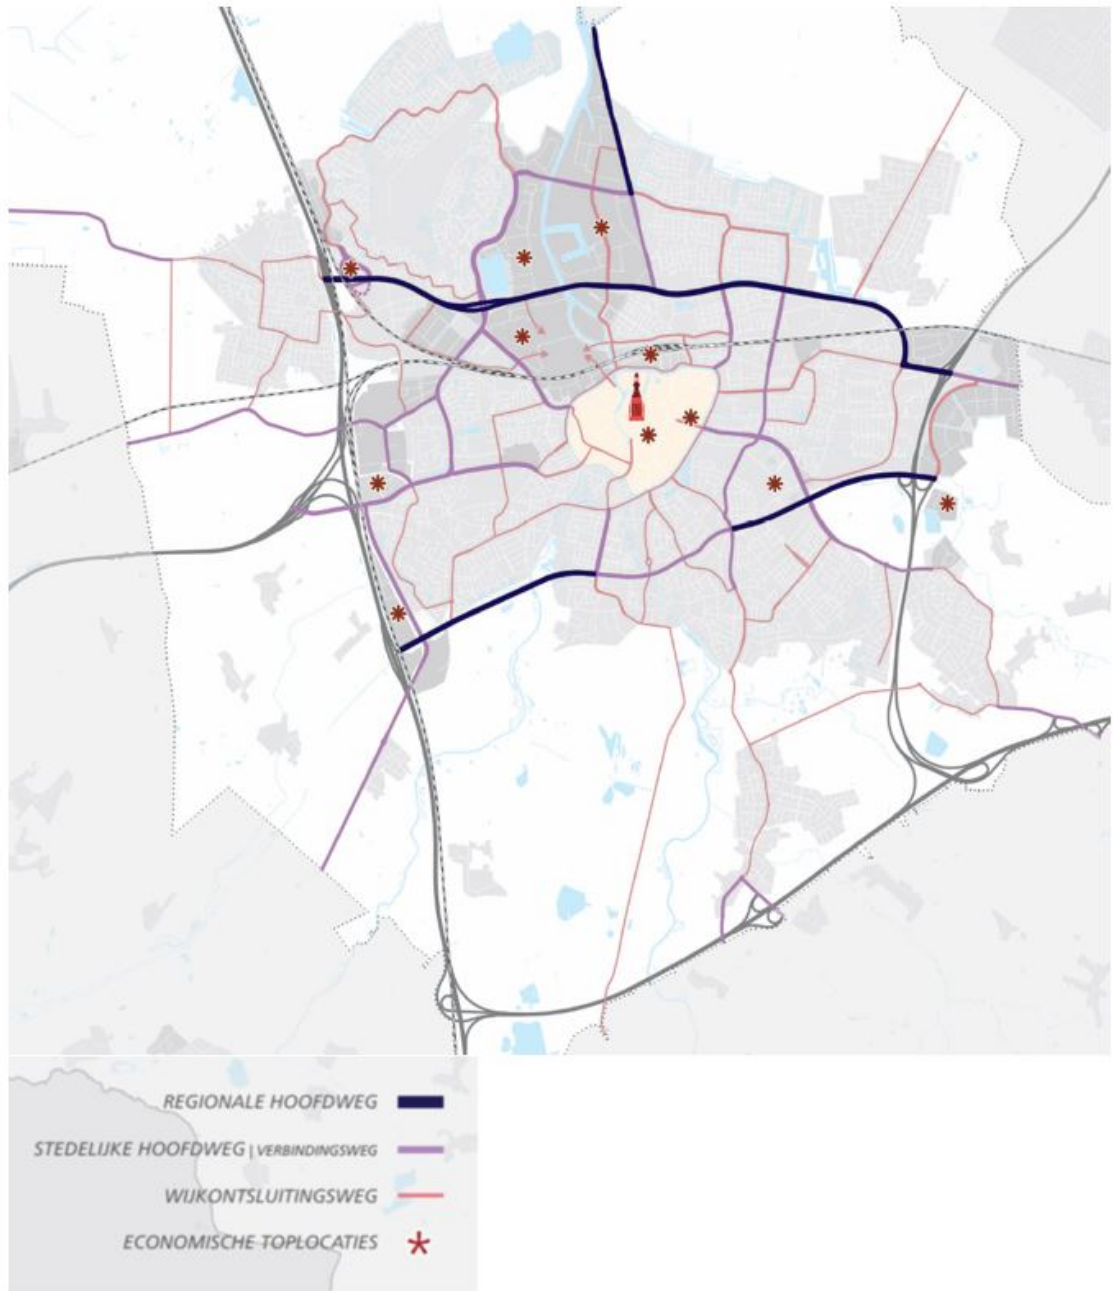 REGIONALE HOOFDWEG
STEDELIJKE HOOFDWEG | VERBINDINGSWEG
WIJKONTSLUITINGSWEG
ECONOMISCHE TOPLOCATIES